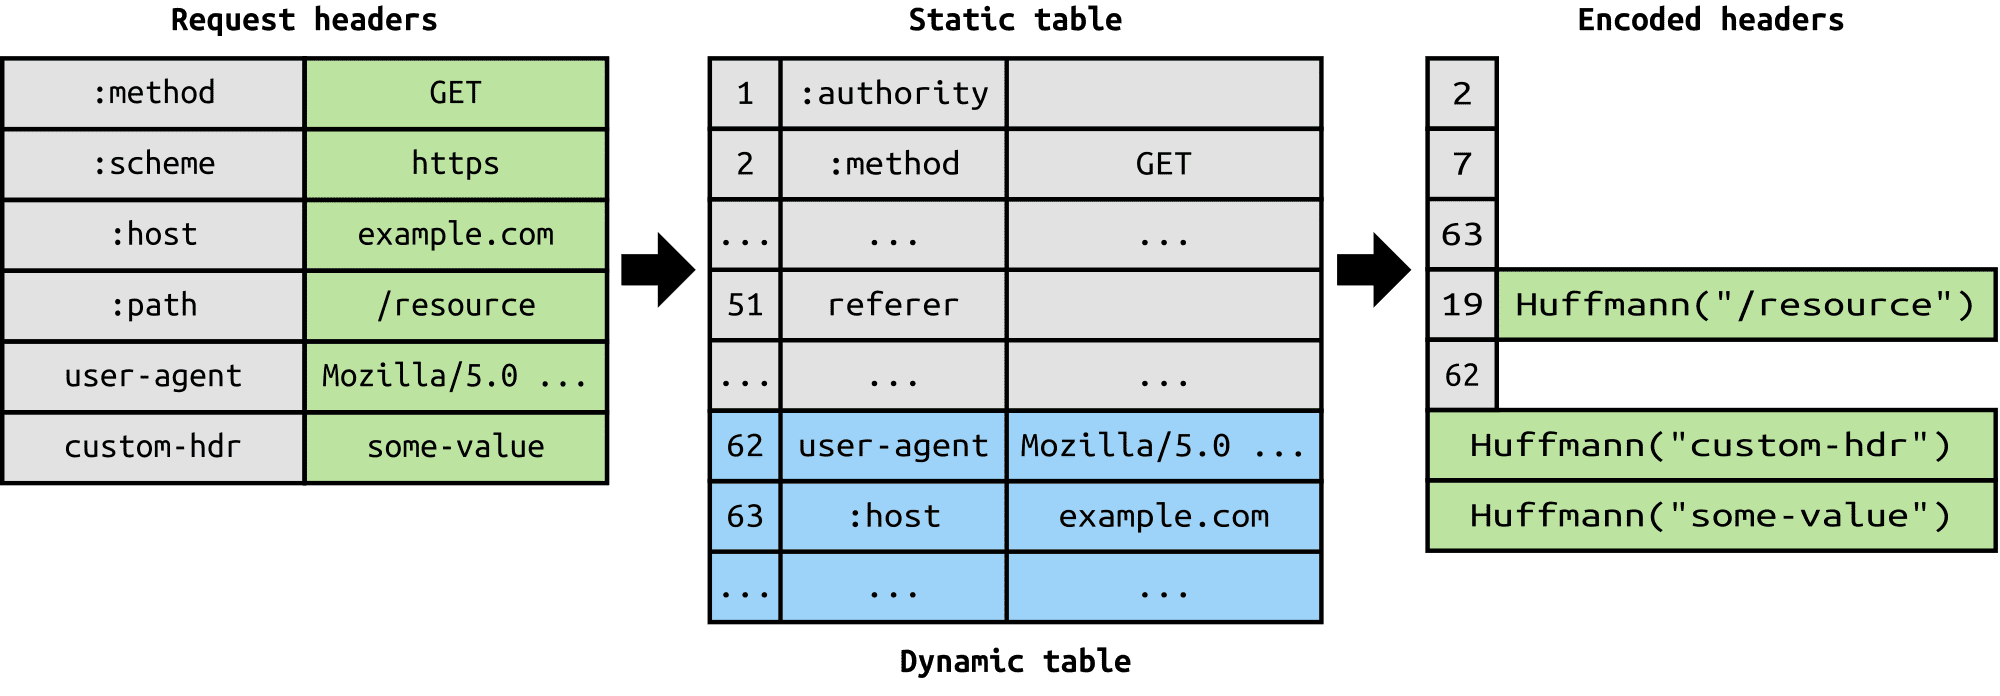 Request headers
:method GET
:scheme https
:host example.com
:path /resource
user-agent Mozilla/5.0 ...
custom-hdr some-value
Static table
1 :authority
2 :method GET
... ... ...
51 referer
... ... ...
62 user-agent Mozilla/5.0 ...
63 :host example.com
... ... ...
Dynamic table
Encoded headers
2
7
63
19 Huffmann("/resource")
62
Huffmann("custom-hdr")
Huffmann("some-value")